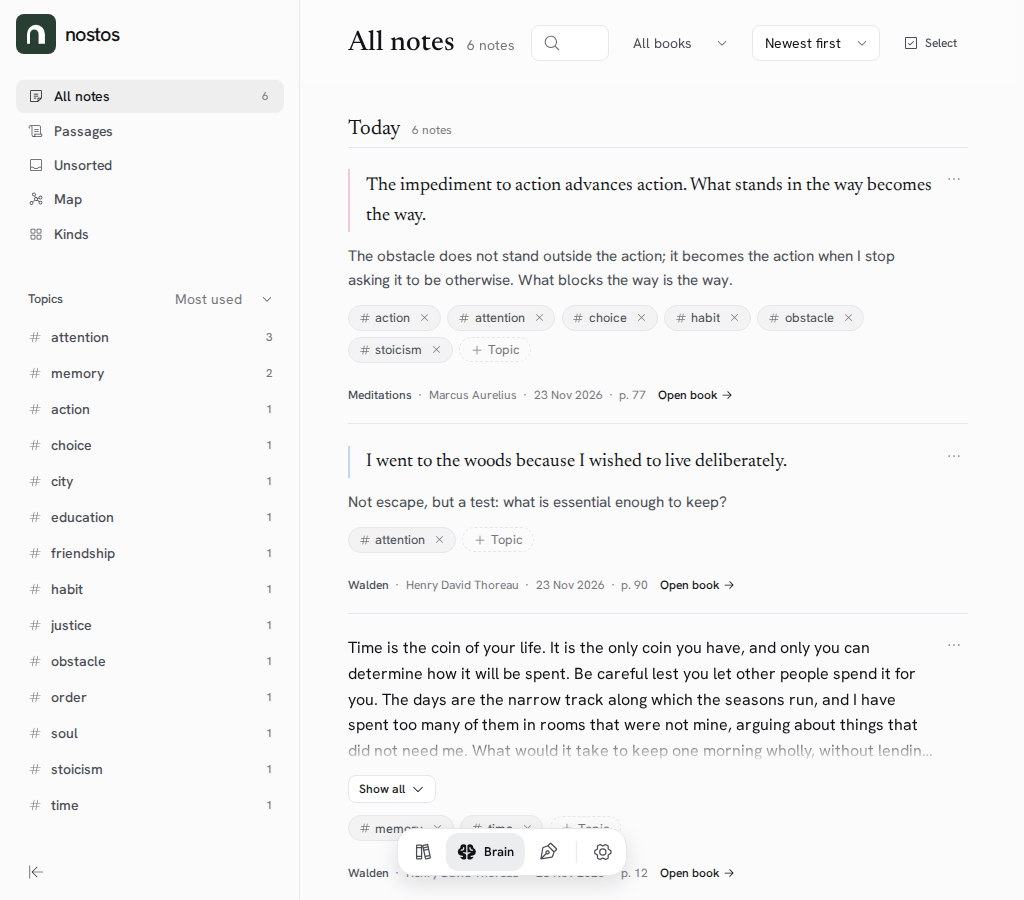 nostos
All notes 6
Passages
Unsorted
Map
Kinds
Topics Most used
# attention 3
# memory 2
# action 1
# choice 1
# city 1
# education 1
# friendship 1
# habit 1
# justice 1
# obstacle 1
# order 1
# soul 1
# stoicism 1
# time 1
All notes 6 notes All books Newest first Select
Today 6 notes
The impediment to action advances action. What stands in the way becomes
the way.
The obstacle does not stand outside the action; it becomes the action when I stop
asking it to be otherwise. What blocks the way is the way.
# action # attention # choice # habit # obstacle
# stoicism + Topic
Meditations · Marcus Aurelius · 23 Nov 2026 · p. 77 Open book →
I went to the woods because I wished to live deliberately.
Not escape, but a test: what is essential enough to keep?
# attention + Topic
Walden · Henry David Thoreau · 23 Nov 2026 · p. 90 Open book →
Time is the coin of your life. It is the only coin you have, and only you can
determine how it will be spent. Be careful lest you let other people spend it for
you. The days are the narrow track along which the seasons run, and I have
spent too many of them in rooms that were not mine, arguing about things that
did not need me. What would it take to keep one morning wholly, without lendin...
Show all
# memory # time + Topic
Brain
Walden · Henry David Thoreau · 23 Nov 2026 · p. 12 Open book →